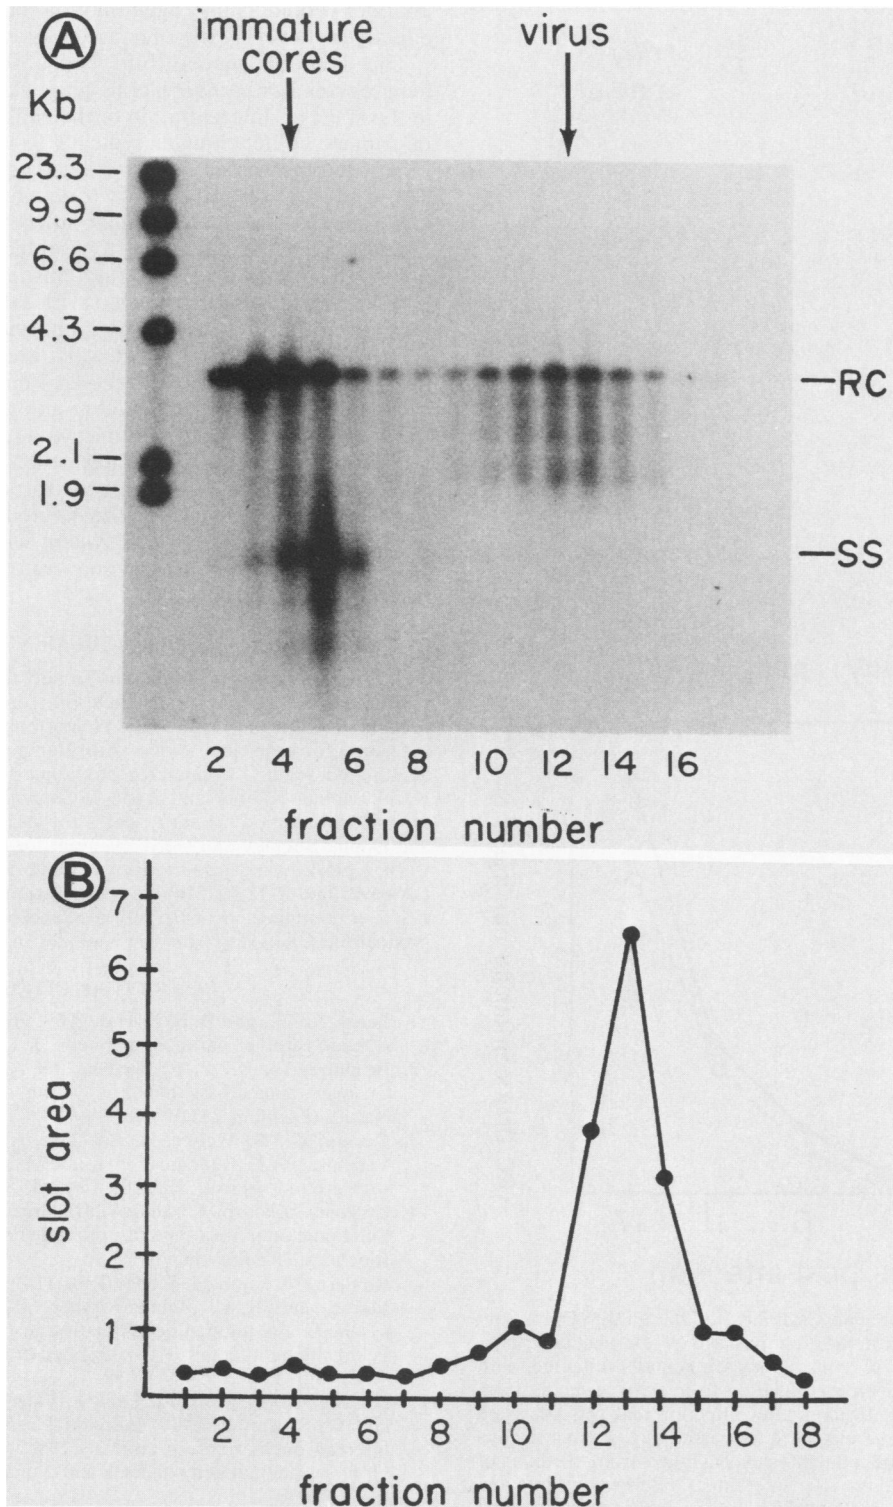 A
immature
cores
virus
Kb
23.3
9.9
6.6
4.3
2.1
1.9
RC
SS
2 4 6 8 10 12 14 16
fraction number
B
7
6
5
4
3
2
1
slot area
2 4 6 8 10 12 14 16 18
fraction number